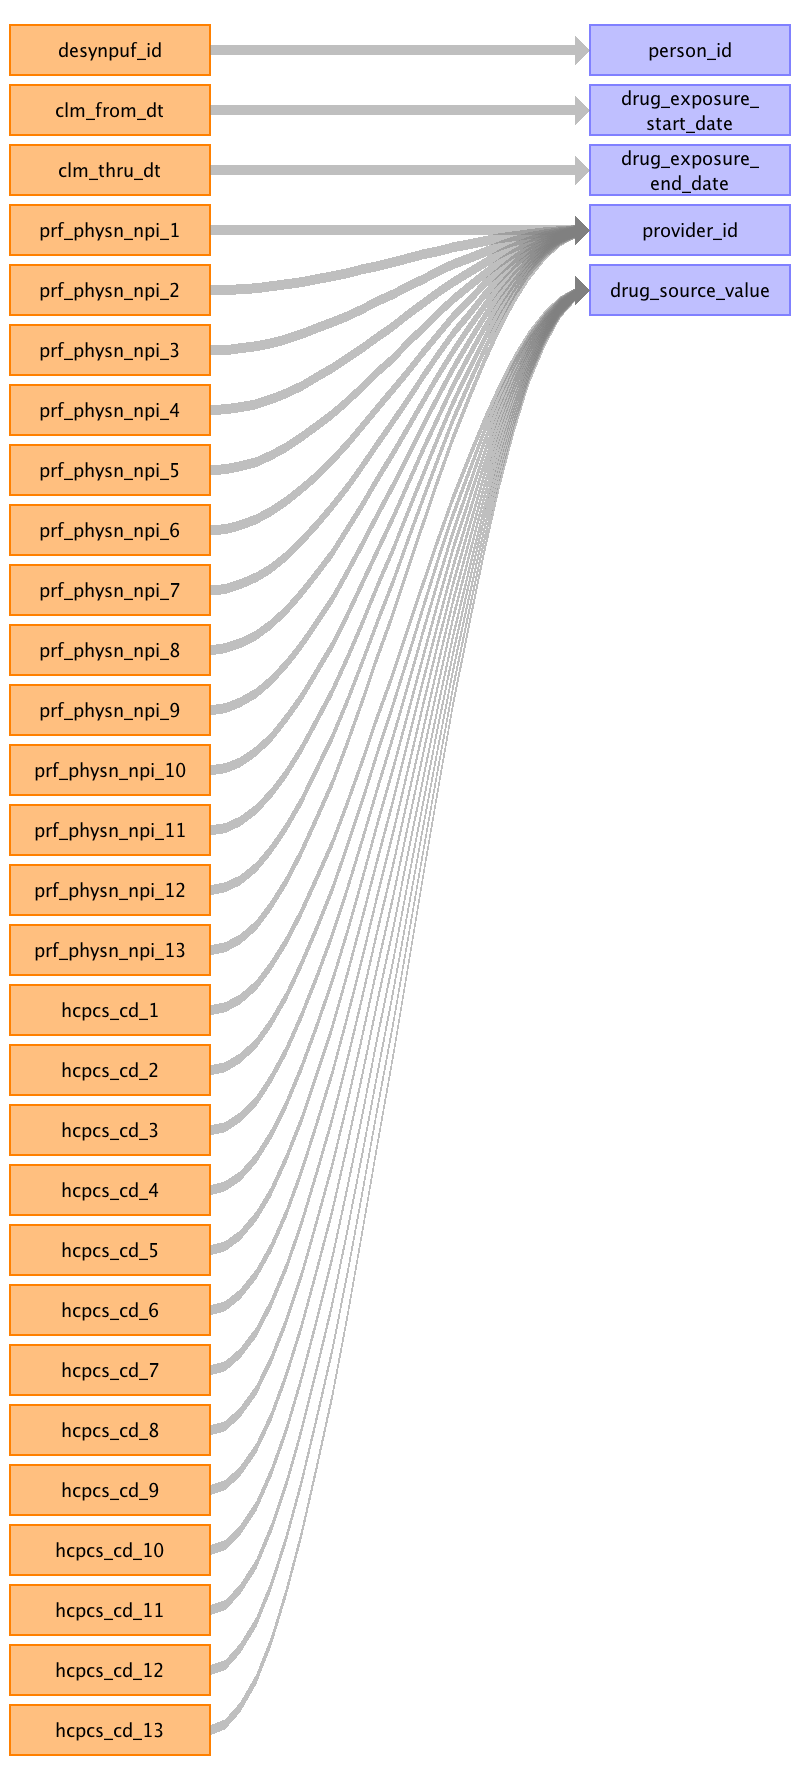 desynpuf_id
person_id
clm_from_dt
drug_exposure_
start_date
clm_thru_dt
drug_exposure_
end_date
prf_physn_npi_1
provider_id
prf_physn_npi_2
drug_source_value
prf_physn_npi_3
prf_physn_npi_4
prf_physn_npi_5
prf_physn_npi_6
prf_physn_npi_7
prf_physn_npi_8
prf_physn_npi_9
prf_physn_npi_10
prf_physn_npi_11
prf_physn_npi_12
prf_physn_npi_13
hcpcs_cd_1
hcpcs_cd_2
hcpcs_cd_3
hcpcs_cd_4
hcpcs_cd_5
hcpcs_cd_6
hcpcs_cd_7
hcpcs_cd_8
hcpcs_cd_9
hcpcs_cd_10
hcpcs_cd_11
hcpcs_cd_12
hcpcs_cd_13